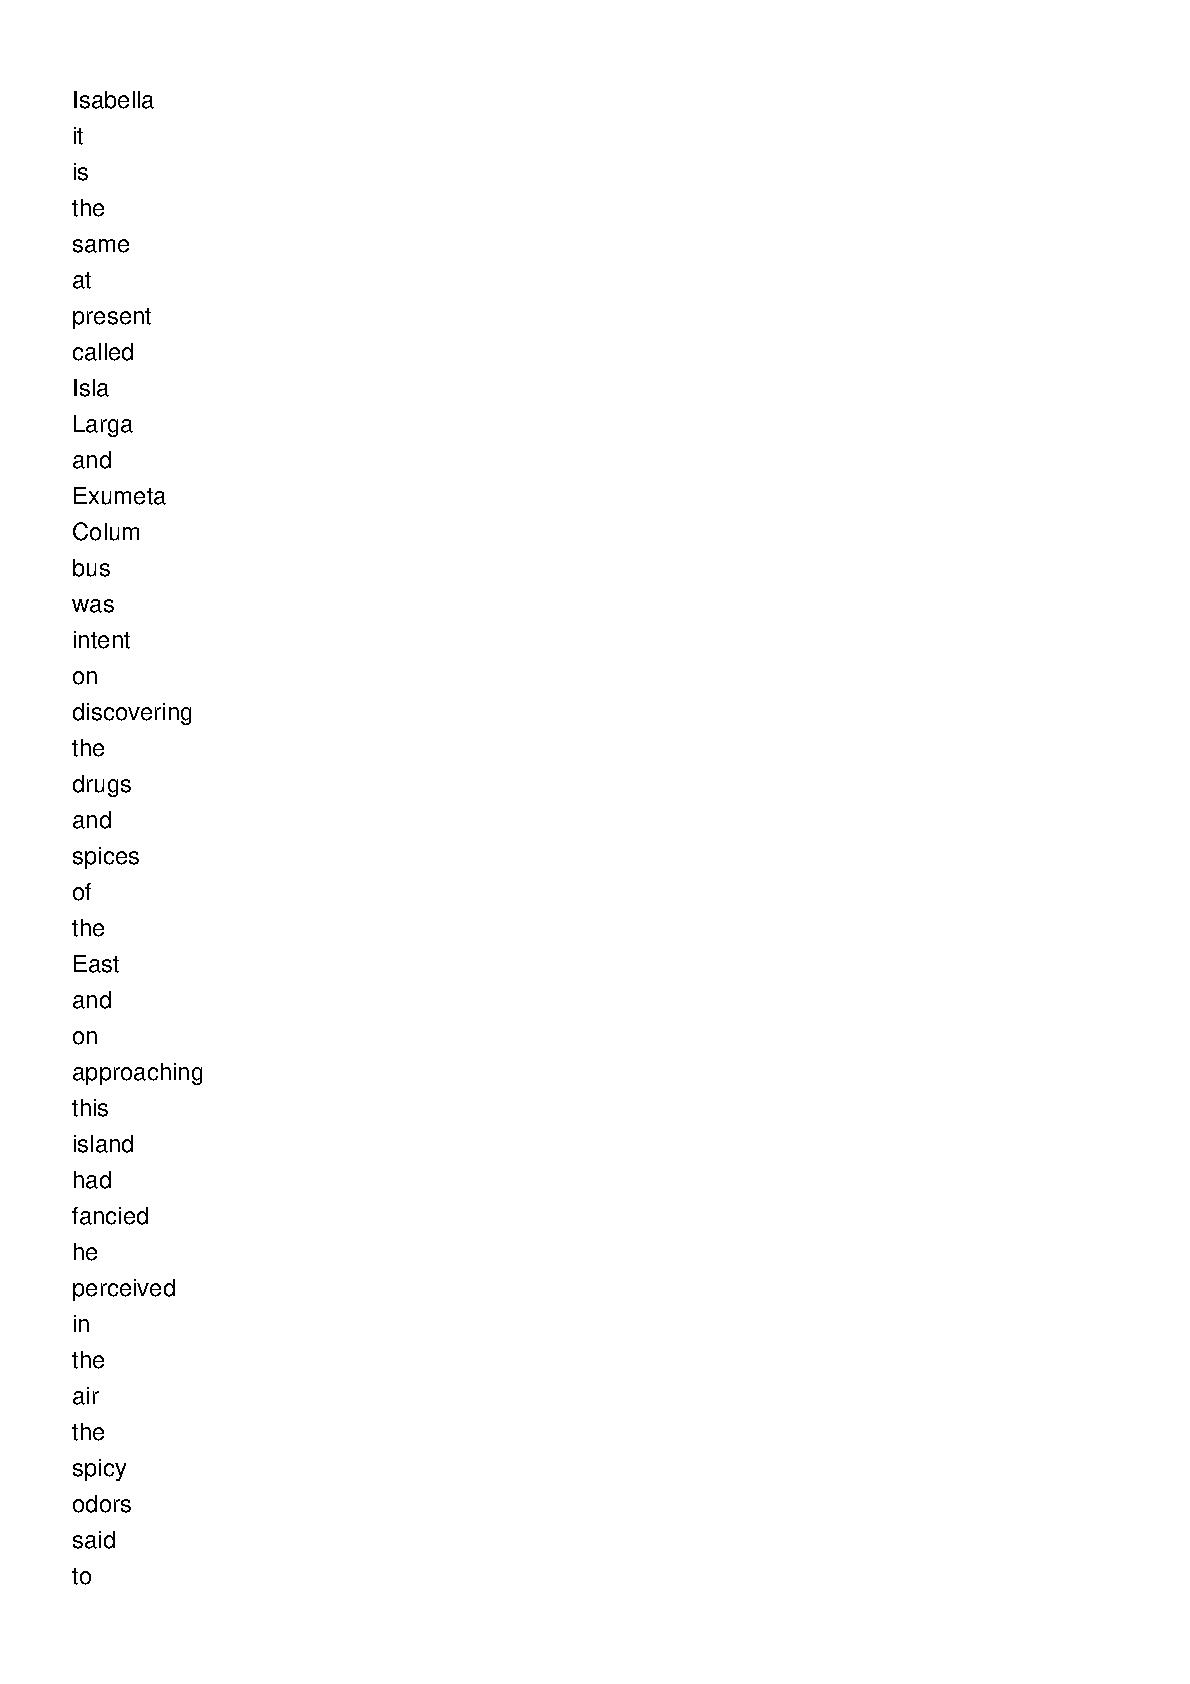 Isabella
it
is
the
same
at
present
called
Isla
Larga
and
Exumeta
Colum
bus
was
intent
on
discovering
the
drugs
and
spices
of
the
East
and
on
approaching
this
island
had
fancied
he
perceived
in
the
air
the
spicy
odors
said
to